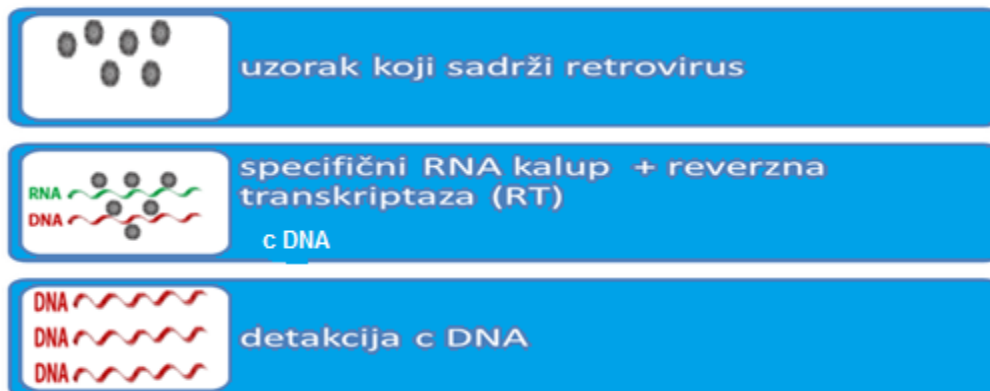 uzorak koji sadrži retrovirus
specifični RNA kalup + reverzna
transkriptaza (RT)
RNA
DNA
c DNA
DNA
DNA
DNA
detakcija c DNA